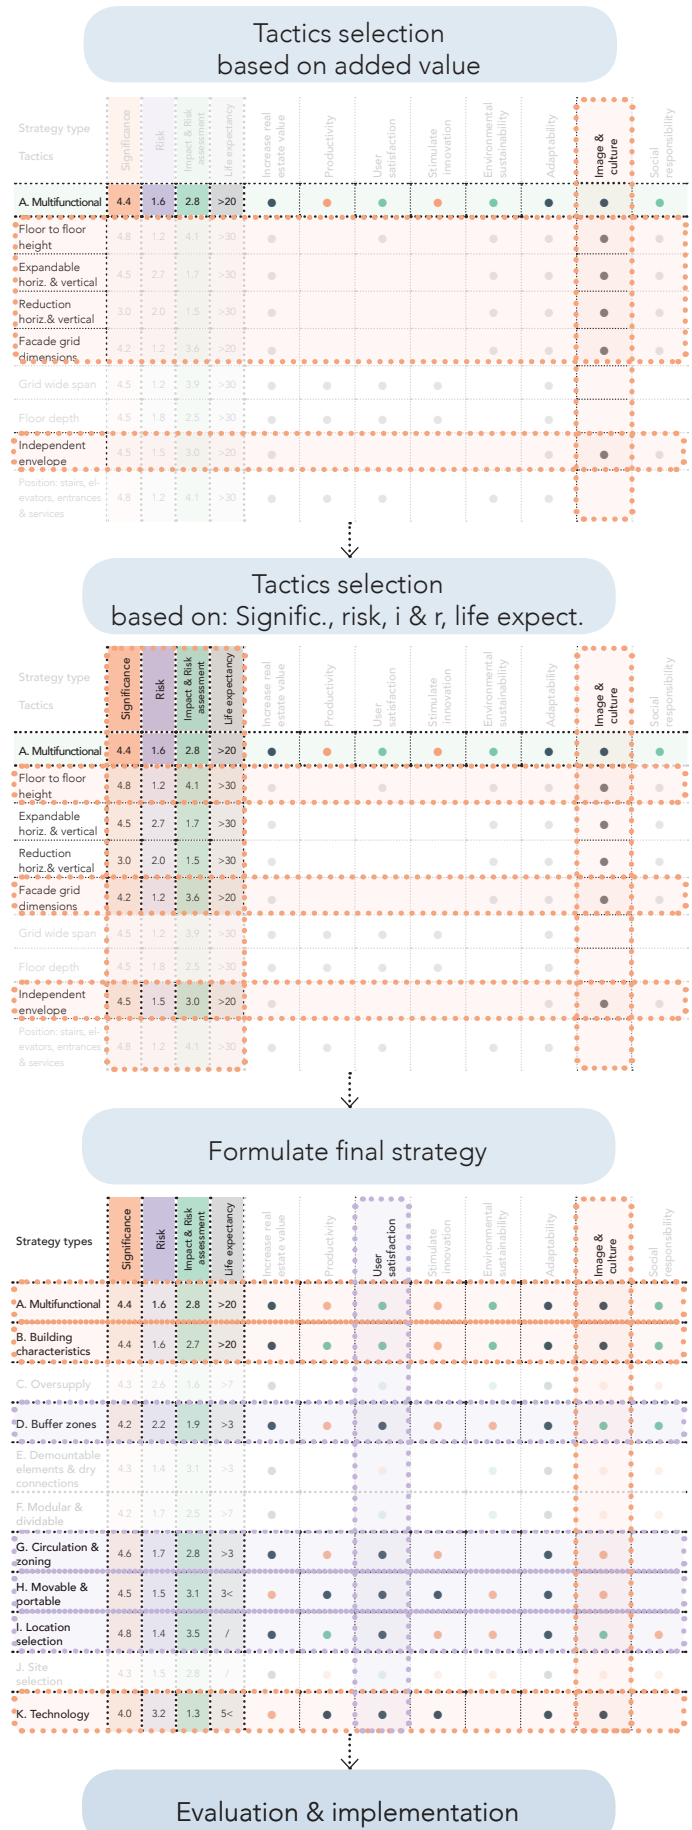 Tactics selection
based on added value
Strategy type
Tactics
Significance
Risk
Impact & Risk
assessment
Life expectancy
Increase real
estate value
Productivity
User
satisfaction
Stimulate
innovation
Environmental
sustainability
Adaptability
Image &
culture
Social
responsibility
A. Multifunctional 4.4 1.6 2.8 >20
Floor to floor
height 4.8 1.2 4.1 >30
Expandable
horiz. & vertical 4.5 2.7 1.7 >30
Reduction
horiz.& vertical 3.0 2.0 1.5 >30
Facade grid
dimensions 4.2 1.2 3.6 >20
Grid wide span 4.5 1.2 3.9 >30
Floor depth 4.5 1.8 2.5 >30
Independent
envelope 4.5 1.5 3.0 >20
Position: stairs, el-
evators, entrances
& services 4.8 1.2 4.1 >30
Tactics selection
based on: Signific., risk, i & r, life expect.
Strategy type
Tactics
Significance
Risk
Impact & Risk
assessment
Life expectancy
Increase real
estate value
Productivity
User
satisfaction
Stimulate
innovation
Environmental
sustainability
Adaptability
Image &
culture
Social
responsibility
A. Multifunctional 4.4 1.6 2.8 >20
Floor to floor
height 4.8 1.2 4.1 >30
Expandable
horiz. & vertical 4.5 2.7 1.7 >30
Reduction
horiz.& vertical 3.0 2.0 1.5 >30
Facade grid
dimensions 4.2 1.2 3.6 >20
Grid wide span 4.5 1.2 3.9 >30
Floor depth 4.5 1.8 2.5 >30
Independent
envelope 4.5 1.5 3.0 >20
Position: stairs, el-
evators, entrances
& services 4.8 1.2 4.1 >30
Formulate final strategy
Strategy types
Significance
Risk
Impact & Risk
assessment
Life expectancy
Increase real
estate value
Productivity
User
satisfaction
Stimulate
innovation
Environmental
sustainability
Adaptability
Image &
culture
Social
responsibility
A. Multifunctional 4.4 1.6 2.8 >20
B. Building
characteristics 4.4 1.6 2.7 >20
C. Oversupply 4.3 2.6 1.6 >7
D. Buffer zones 4.2 2.2 1.9 >3
E. Demountable
elements & dry
connections 4.3 1.4 3.1 >3
F. Modular &
dividable 4.2 1.7 2.5 >7
G. Circulation &
zoning 4.6 1.7 2.8 >3
H. Movable &
portable 4.5 1.5 3.1 3<
I. Location
selection 4.8 1.4 3.5 /
J. Site
selection 4.3 1.5 2.8 /
K. Technology 4.0 3.2 1.3 5<
Evaluation & implementation